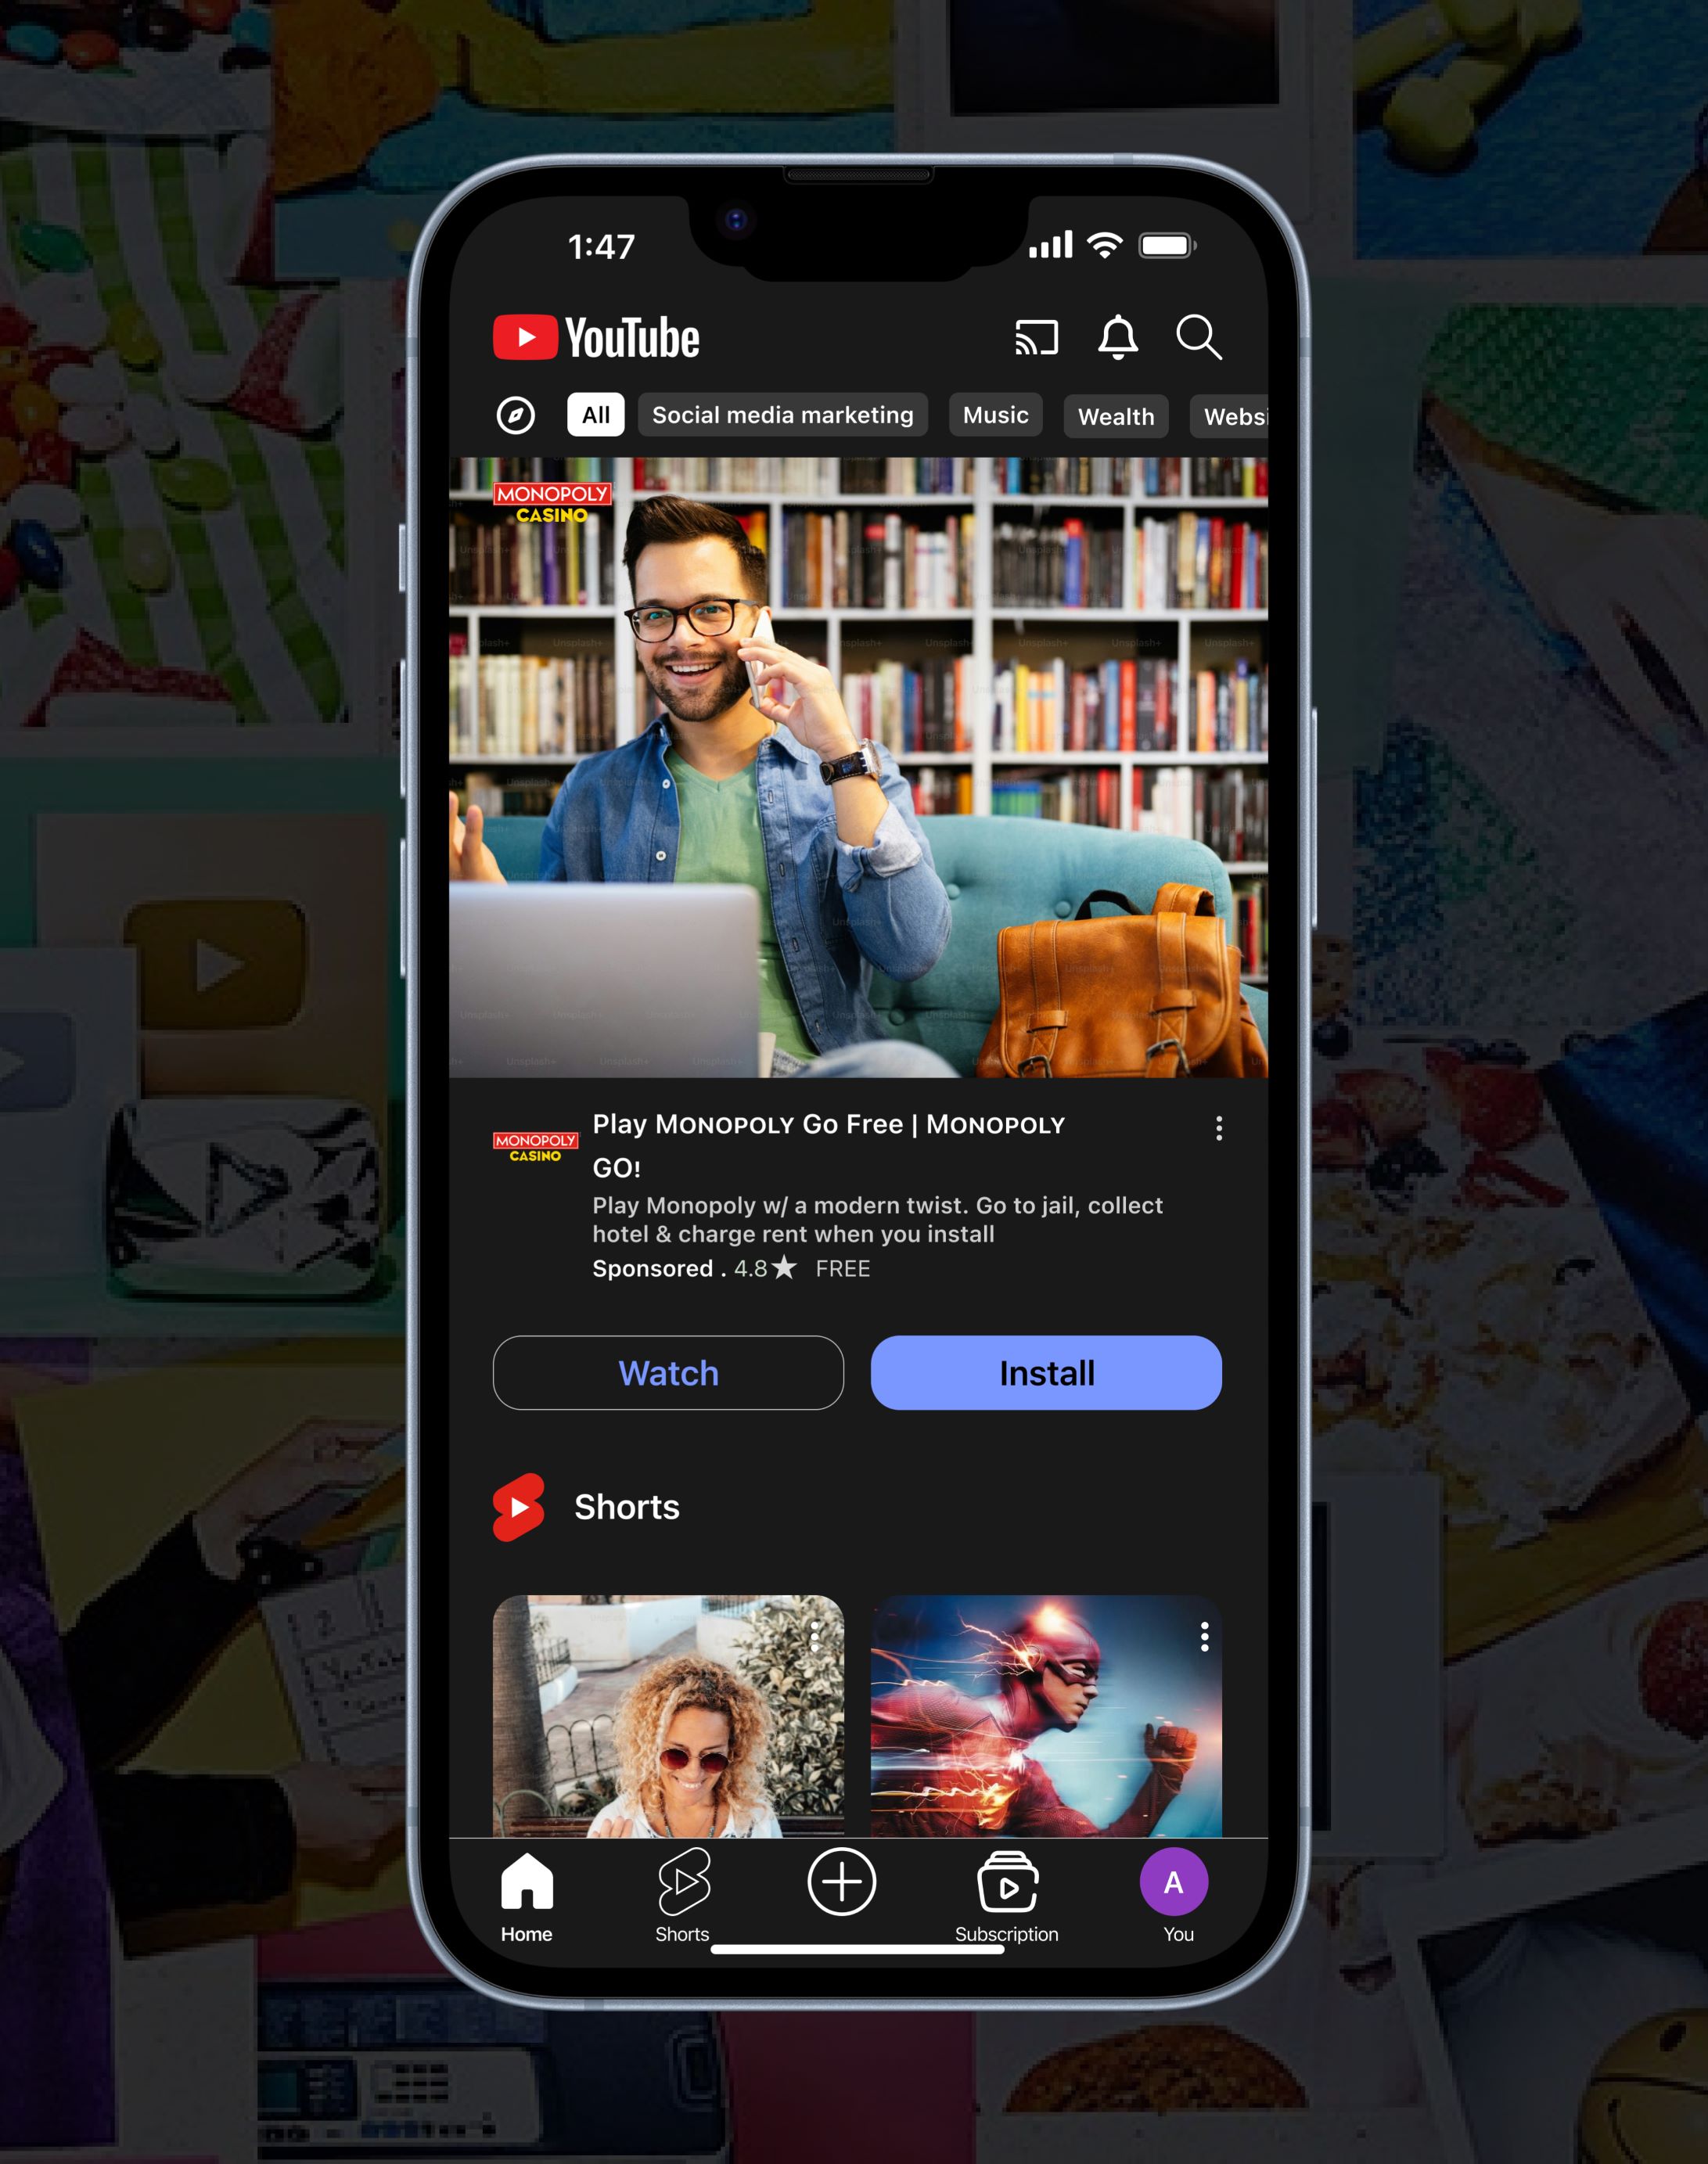 1:47
YouTube
All
Social media marketing
Music
Wealth
Websi
MONOPOLY
CASINO
Unsplash+
Play MONOPOLY Go Free | MONOPOLY
GO!
MONOPOLY
CASINO
Play Monopoly w/ a modern twist. Go to jail, collect
hotel & charge rent when you install
Sponsored . 4.8★ FREE
Watch
Install
Shorts
Home
Shorts
Subscription
A
You